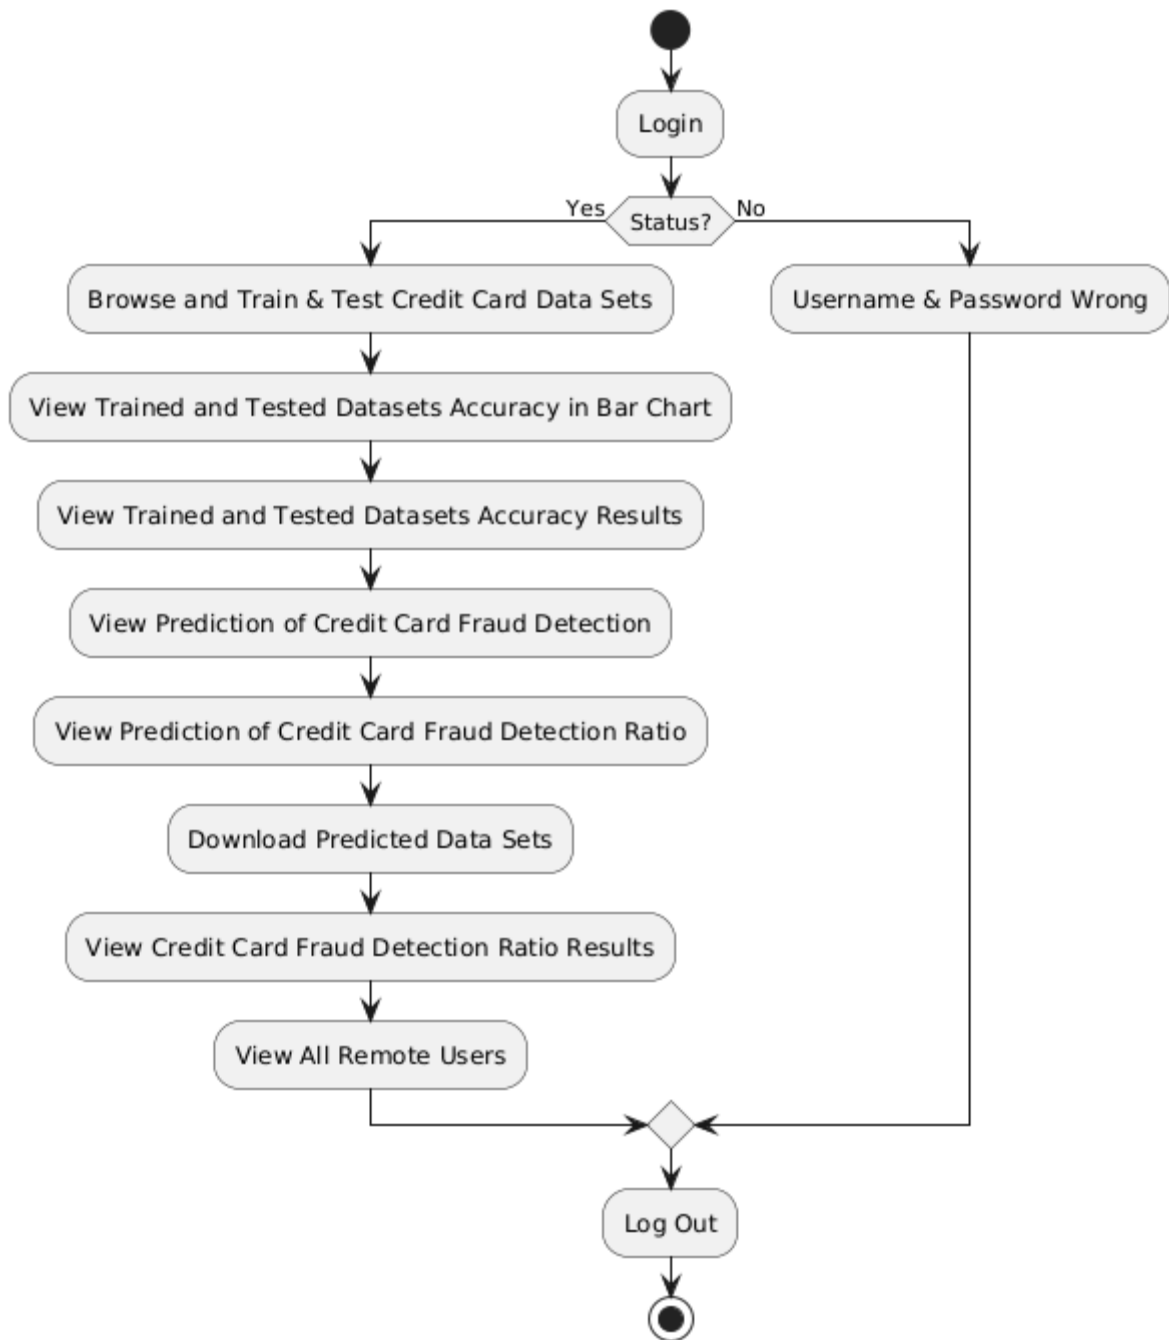 Login
Yes
Status?
No
Browse and Train & Test Credit Card Data Sets
Username & Password Wrong
View Trained and Tested Datasets Accuracy in Bar Chart
View Trained and Tested Datasets Accuracy Results
View Prediction of Credit Card Fraud Detection
View Prediction of Credit Card Fraud Detection Ratio
Download Predicted Data Sets
View Credit Card Fraud Detection Ratio Results
View All Remote Users
Log Out